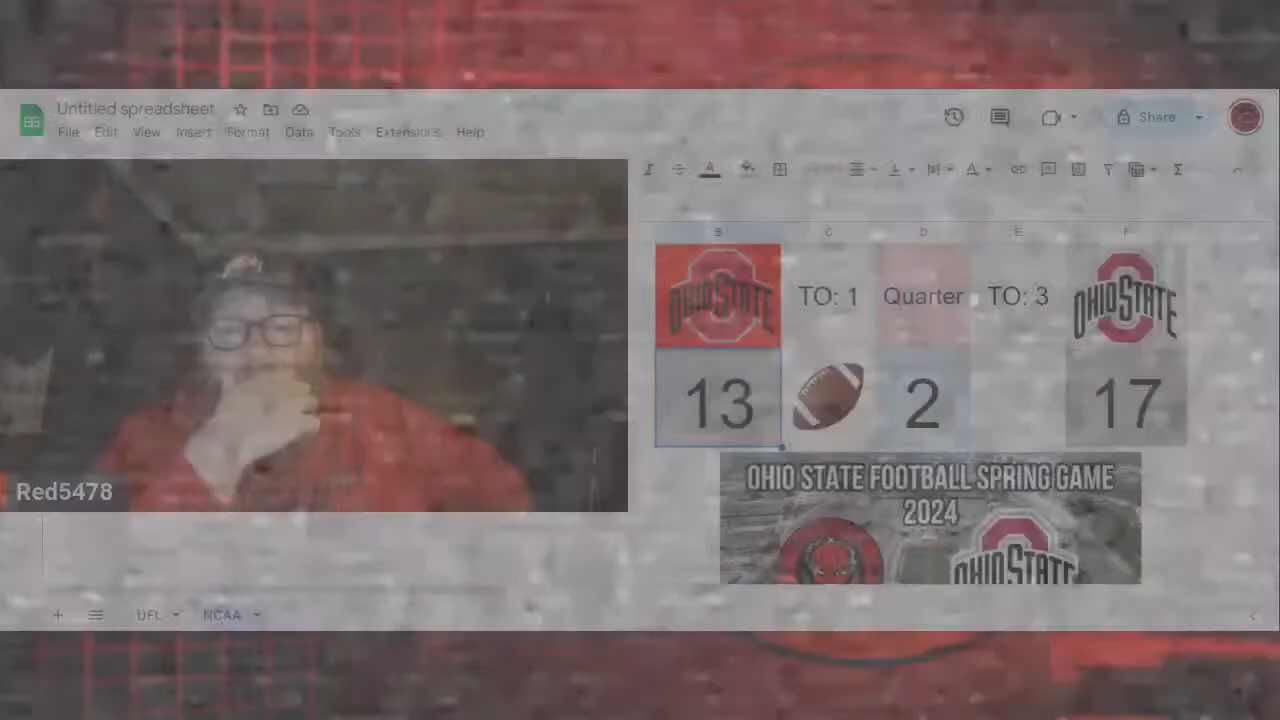 Untitled spreadsheet
File Edit View Insert Format Data Tools Extensions Help
Share
B C D E F
OHIO STATE TO: 1 Quarter TO: 3 OHIO STATE
13 2 17
OHIO STATE FOOTBALL SPRING GAME
2024
OHIO STATE
Red5478
UFL NCAA